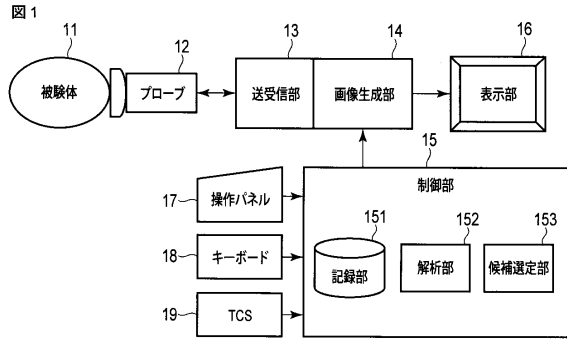 図1
11
12
13
14
16
被験体
プローブ
送受信部
画像生成部
表示部
15
制御部
17
操作パネル
151
152
153
18
キーボード
記録部
解析部
候補選定部
19
TCS